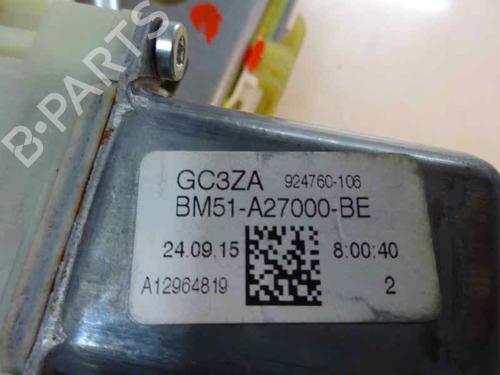 B-PARTS
GC3ZA 924760-106
BM51-A27000-BE
24.09.15 8:00:40
A12964819 2